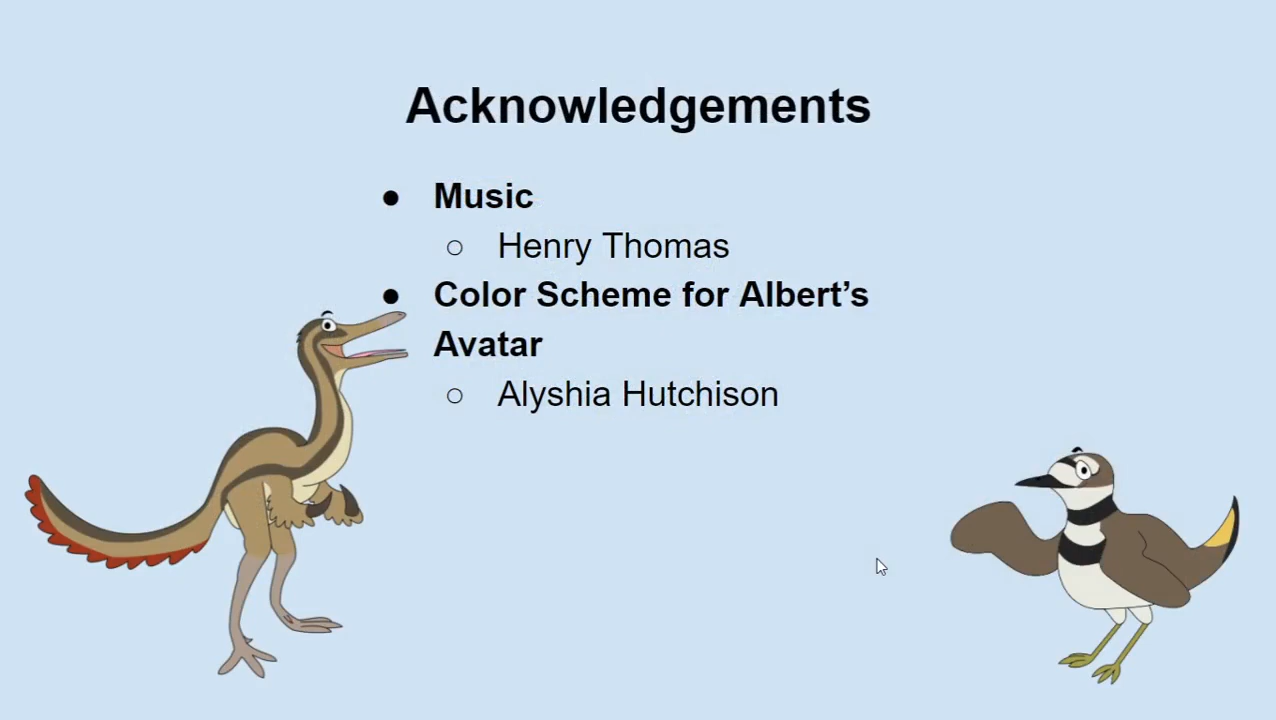 Acknowledgements
● Music
○ Henry Thomas
● Color Scheme for Albert’s
Avatar
○ Alyshia Hutchison